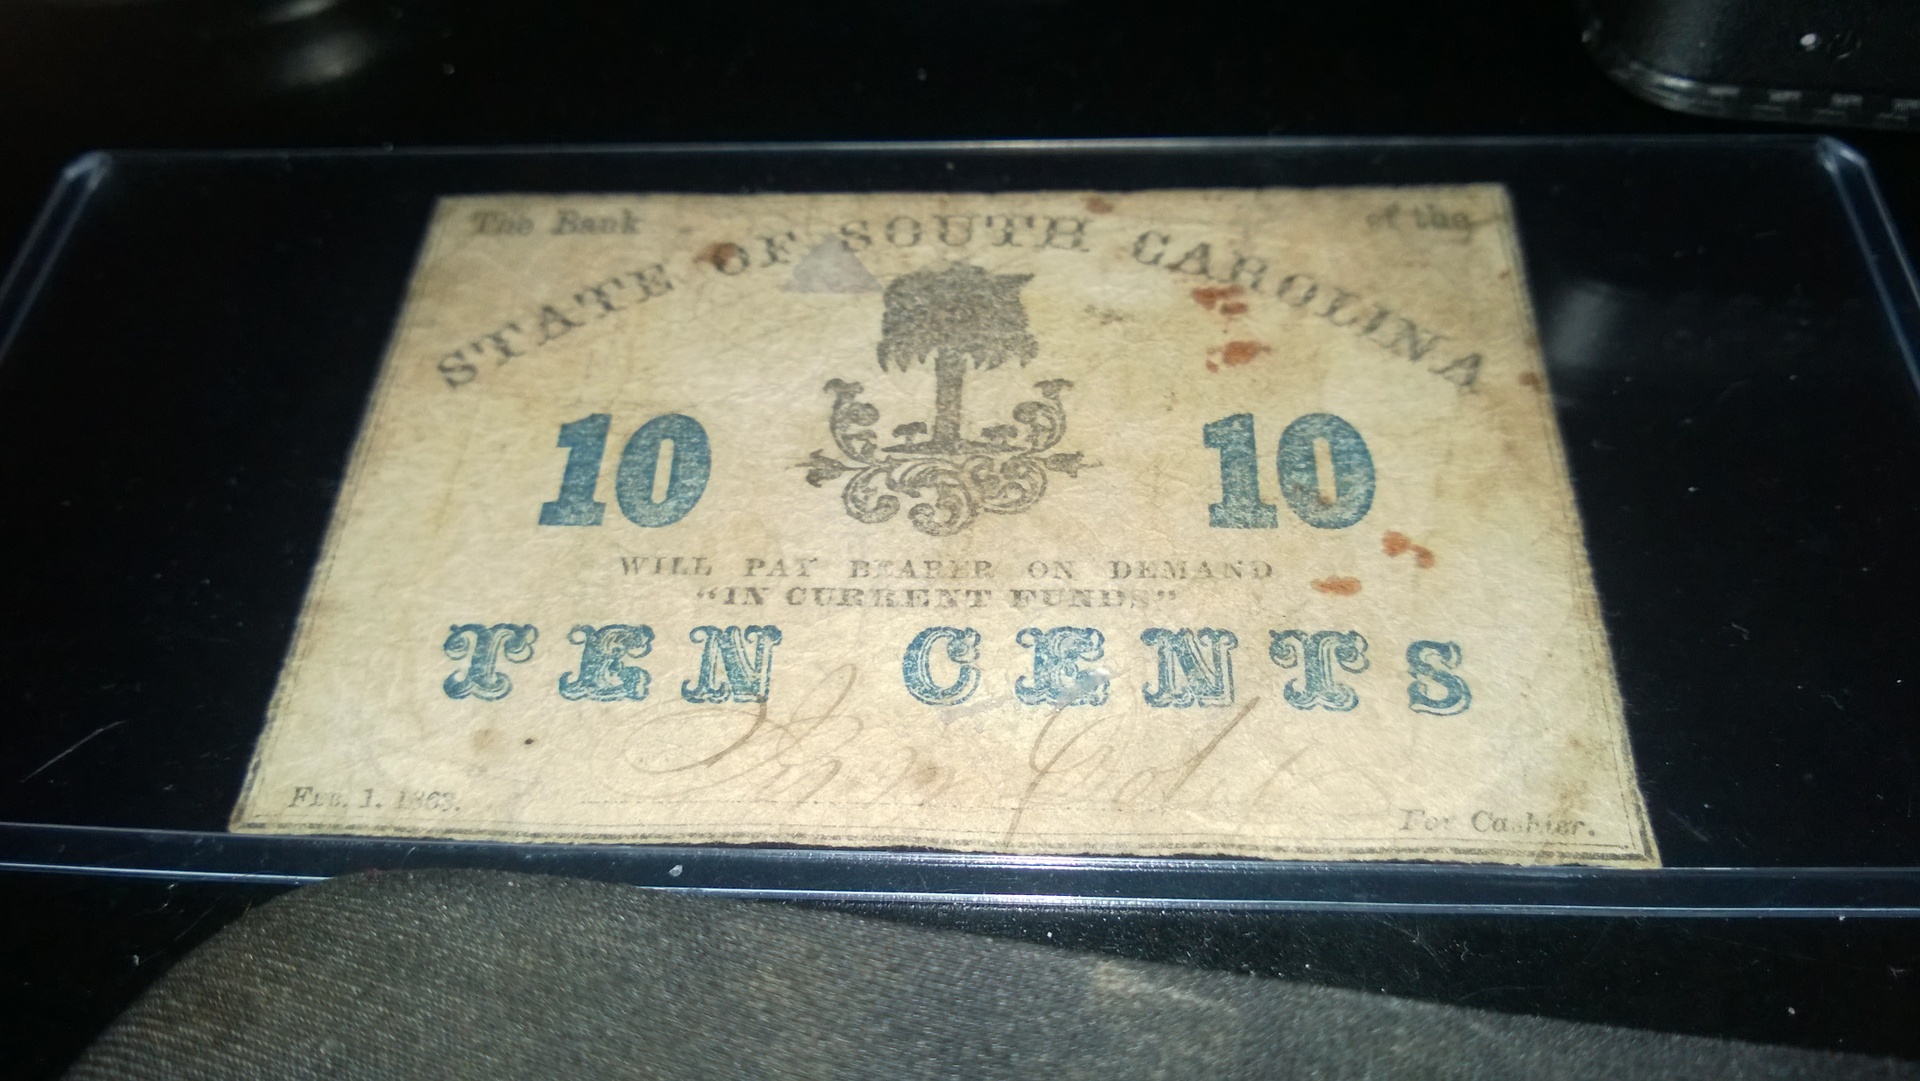 The Bank of the
STATE OF SOUTH CAROLINA
10 10
WILL PAY BEARER ON DEMAND
"IN CURRENT FUNDS"
TEN CENTS
FEB. 1. 1863.
For Cashier.